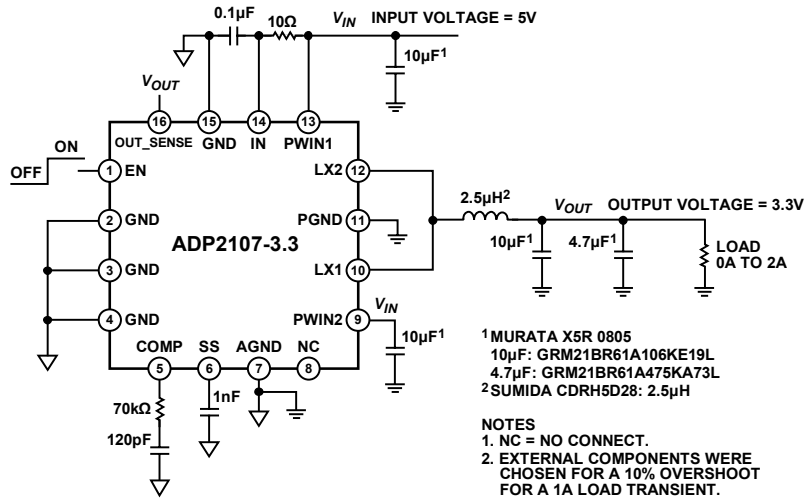 0.1µF
10Ω
VIN
INPUT VOLTAGE = 5V
10µF1
VOUT
16
15
14
13
OUT_SENSE
GND
IN
PWIN1
ON
OFF
1
EN
LX2
12
2
GND
PGND
11
ADP2107-3.3
3
GND
LX1
10
4
GND
PWIN2
9
VIN
10µF1
2.5µH2
VOUT
OUTPUT VOLTAGE = 3.3V
10µF1
4.7µF1
LOAD
0A TO 2A
COMP
SS
AGND
NC
5
6
7
8
70kΩ
1nF
120pF
1 MURATA X5R 0805
10µF: GRM21BR61A106KE19L
4.7µF: GRM21BR61A475KA73L
2 SUMIDA CDRH5D28: 2.5µH
NOTES
1. NC = NO CONNECT.
2. EXTERNAL COMPONENTS WERE
CHOSEN FOR A 10% OVERSHOOT
FOR A 1A LOAD TRANSIENT.